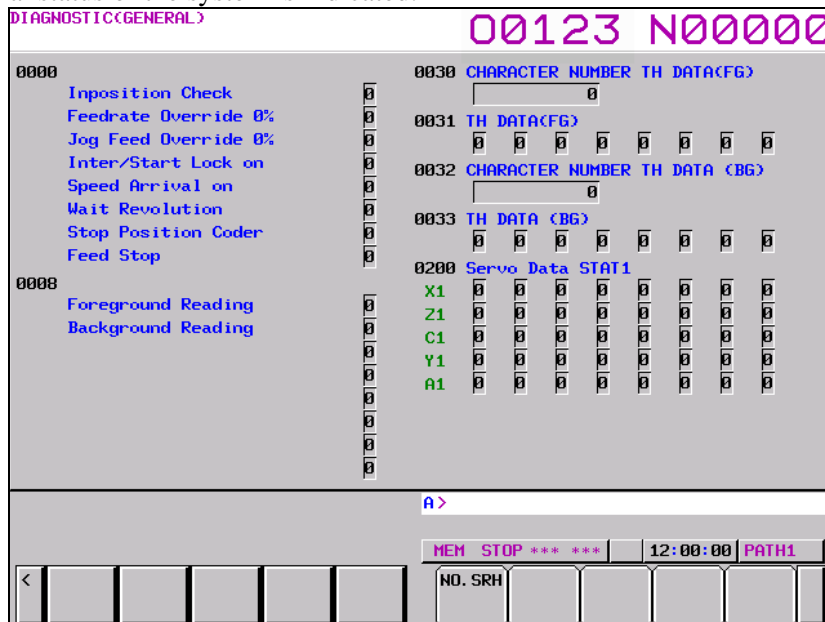 DIAGNOSTIC(GENERAL)
O0123 N00000
0000
Inposition Check 0
Feedrate Override 0% 0
Jog Feed Override 0% 0
Inter/Start Lock on 0
Speed Arrival on 0
Wait Revolution 0
Stop Position Coder 0
Feed Stop 0
0008
Foreground Reading 0
Background Reading 0
0
0
0
0
0
0030 CHARACTER NUMBER TH DATA(FG)
0
0031 TH DATA(FG)
0 0 0 0 0 0 0 0
0032 CHARACTER NUMBER TH DATA (BG)
0
0033 TH DATA (BG)
0 0 0 0 0 0 0 0
0200 Servo Data STAT1
X1 0 0 0 0 0 0 0 0
Z1 0 0 0 0 0 0 0 0
C1 0 0 0 0 0 0 0 0
Y1 0 0 0 0 0 0 0 0
A1 0 0 0 0 0 0 0 0
A>
MEM STOP *** *** 12:00:00 PATH1
< NO.SRH